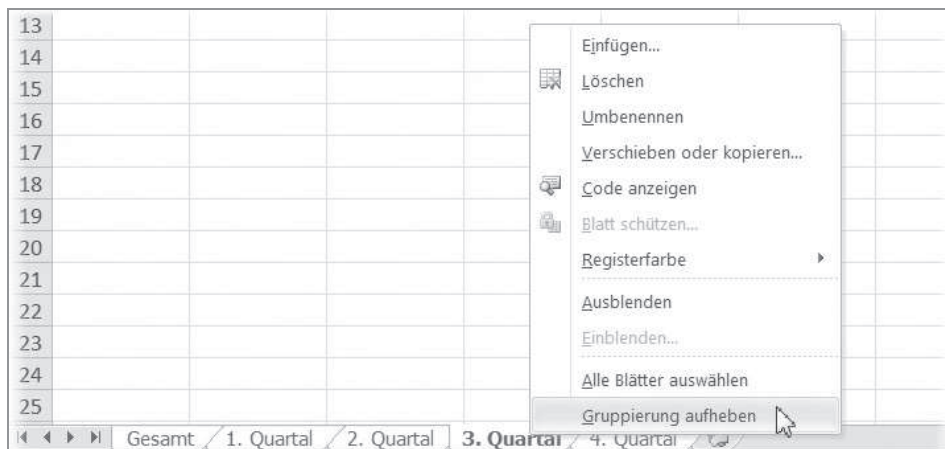 13
14
15
16
17
18
19
20
21
22
23
24
25
Einfügen...
Löschen
Umbenennen
Verschieben oder kopieren...
Code anzeigen
Blatt schützen...
Registerfarbe
Ausblenden
Einblenden...
Alle Blätter auswählen
Gruppierung aufheben
Gesamt 1. Quartal 2. Quartal 3. Quartal 4. Quartal